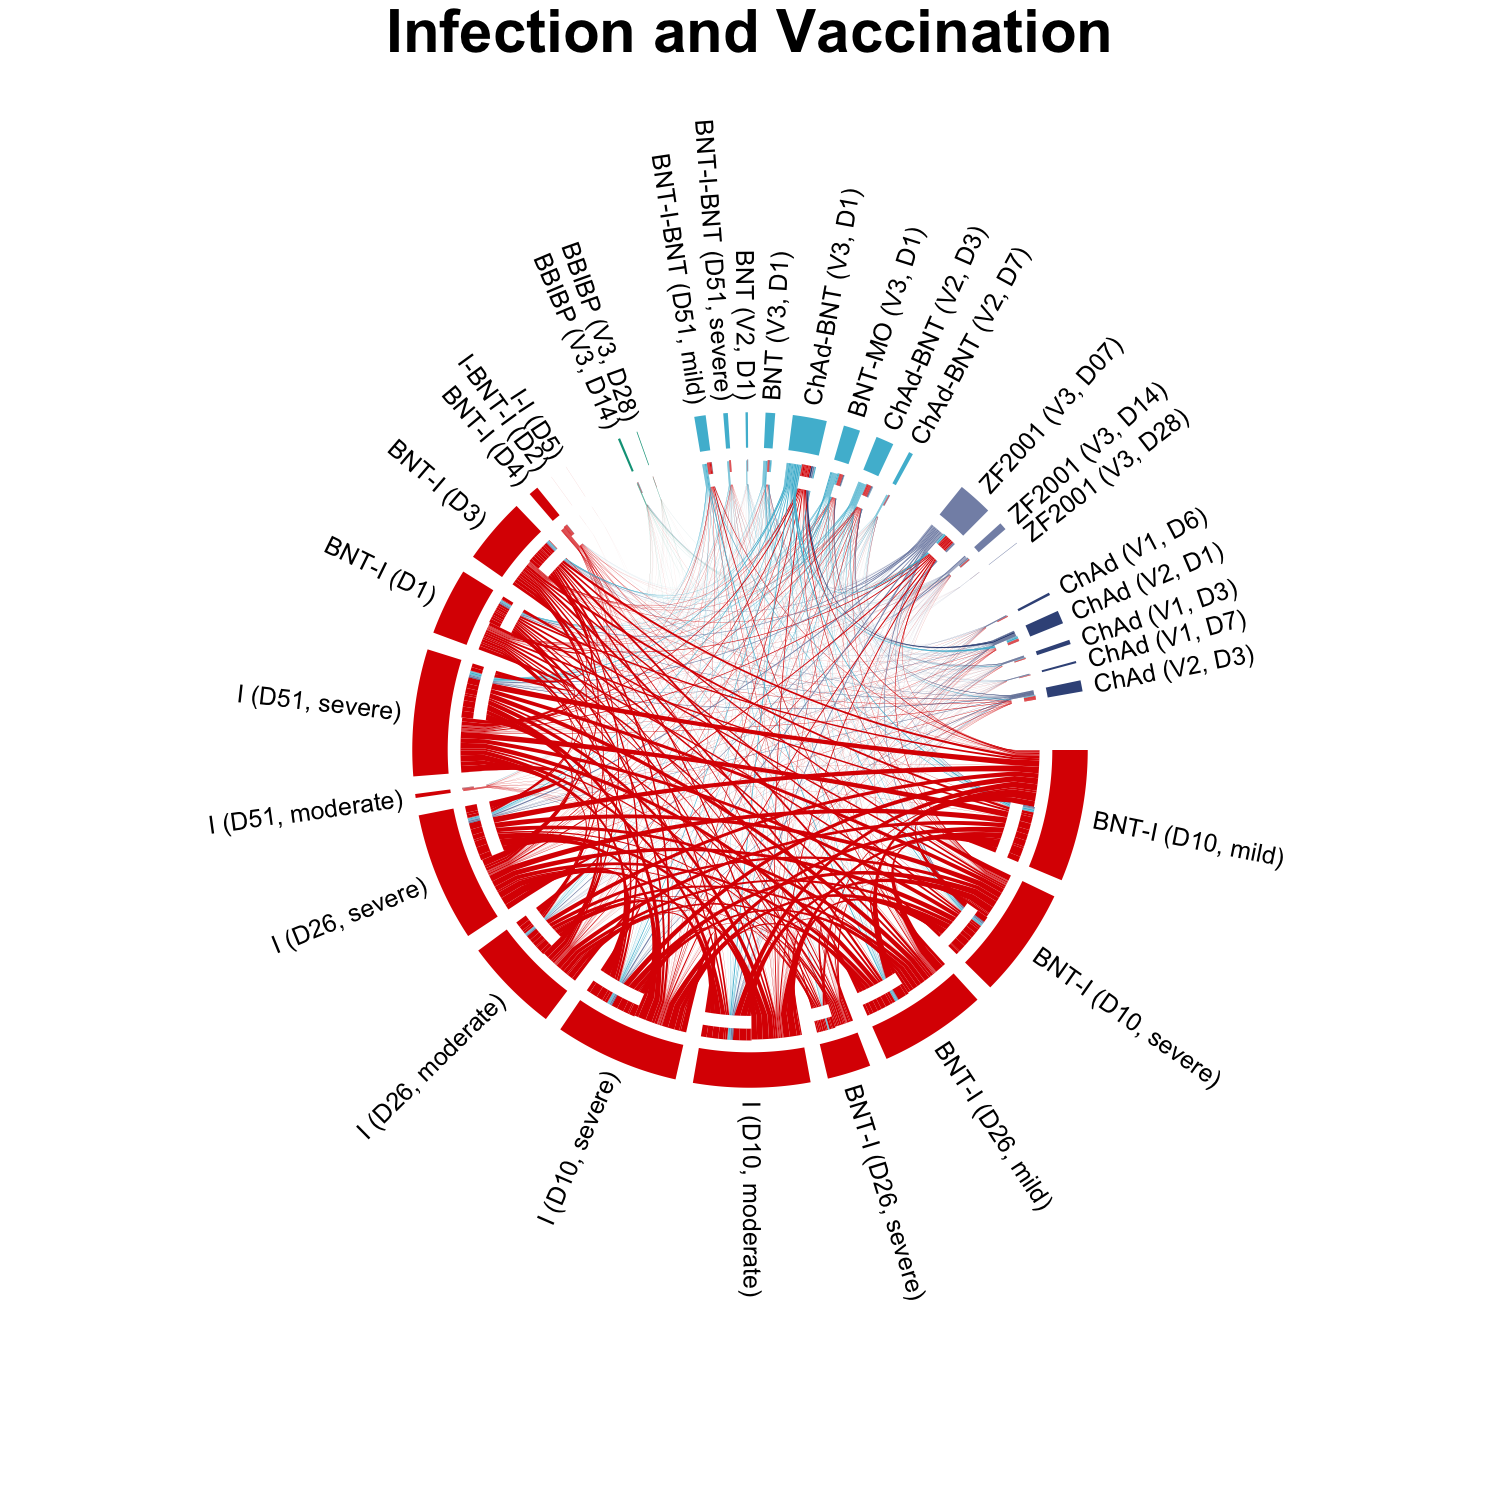 Infection and Vaccination
BNT-I-BNT (D51, mild)
BNT-I-BNT (D51, severe)
BNT (V2, D1)
BNT (V3, D1)
ChAd-BNT (V3, D1)
BNT-MO (V3, D1)
ChAd-BNT (V2, D3)
ChAd-BNT (V2, D7)
ZF2001 (V3, D07)
ZF2001 (V3, D14)
ZF2001 (V3, D28)
ChAd (V1, D6)
ChAd (V2, D1)
ChAd (V1, D3)
ChAd (V1, D7)
ChAd (V2, D3)
BNT-I (D10, mild)
BNT-I (D10, severe)
BNT-I (D26, mild)
BNT-I (D26, severe)
I (D10, moderate)
I (D10, severe)
I (D26, moderate)
I (D26, severe)
I (D51, moderate)
I (D51, severe)
BNT-I (D1)
BNT-I (D3)
BNT-I (D4)
I-BNT-I (D2)
I-I (D5)
BBIBP (V3, D14)
BBIBP (V3, D28)